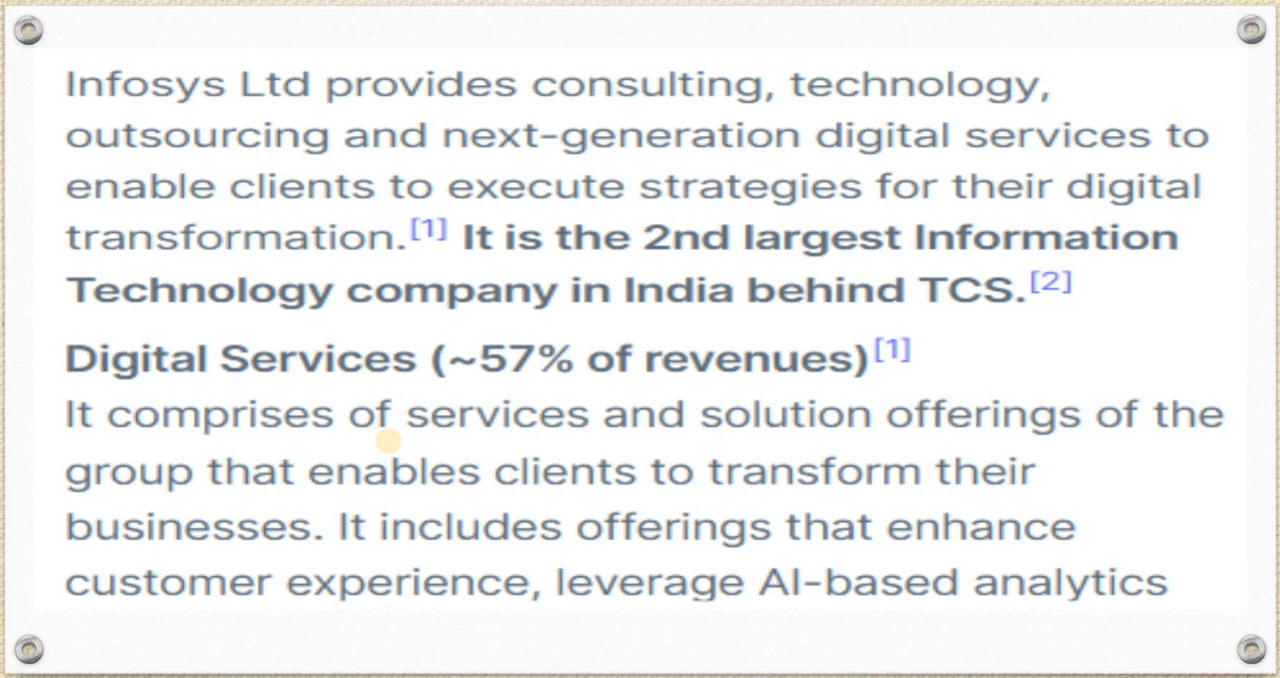 Infosys Ltd provides consulting, technology,
outsourcing and next-generation digital services to
enable clients to execute strategies for their digital
transformation.[1] It is the 2nd largest Information
Technology company in India behind TCS.[2]
Digital Services (~57% of revenues)[1]
It comprises of services and solution offerings of the
group that enables clients to transform their
businesses. It includes offerings that enhance
customer experience, leverage AI-based analytics